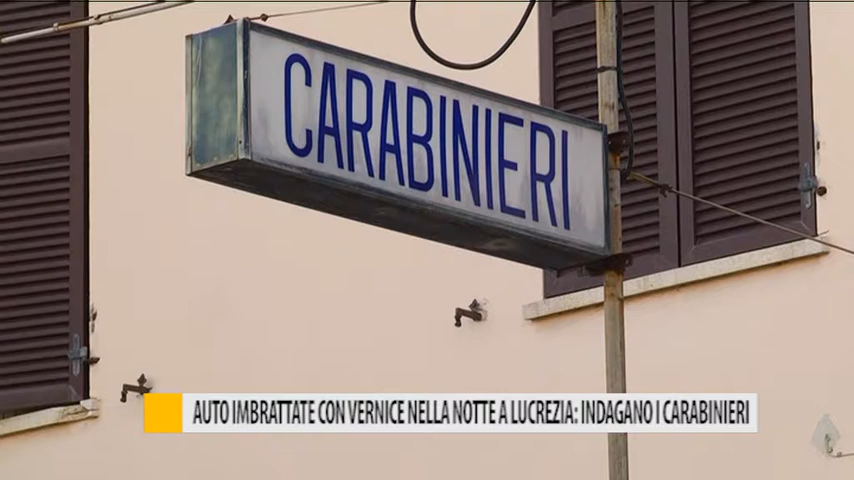 CARABINIERI
AUTO IMBRATTATE CON VERNICE NELLA NOTTE A LUCREZIA: INDAGANO I CARABINIERI